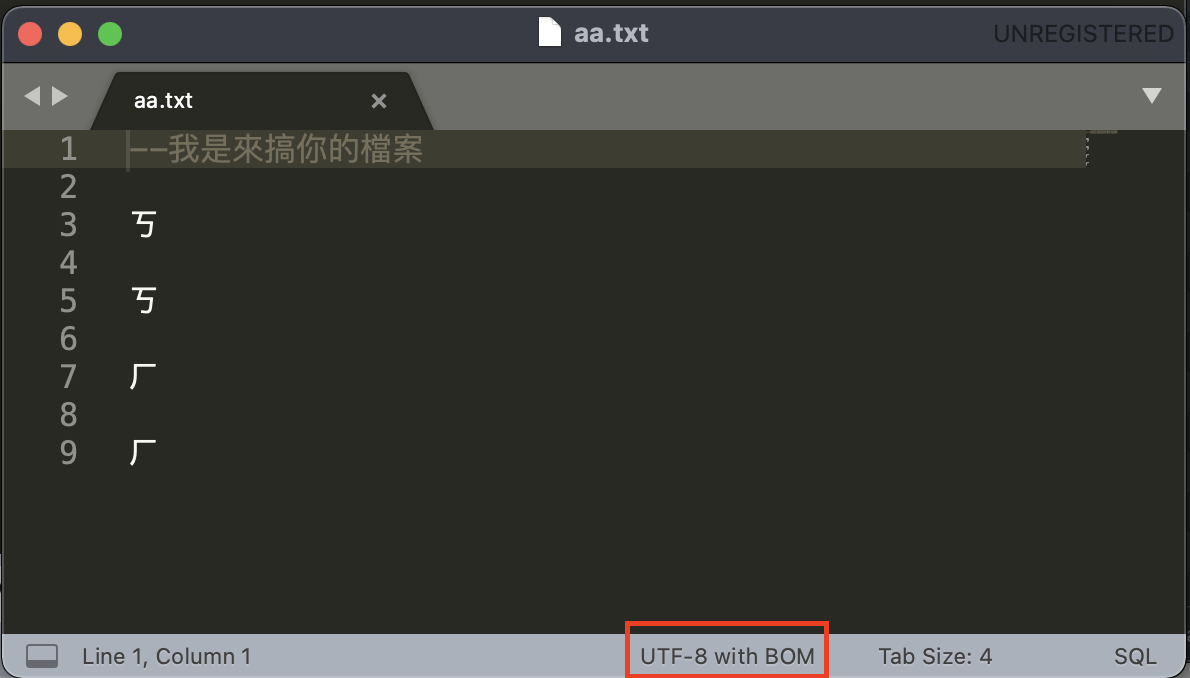 aa.txt
UNREGISTERED
aa.txt
1 --我是來搞你的檔案
2
3 ㄎ
4
5 ㄎ
6
7 ㄏ
8
9 ㄏ
Line 1, Column 1
UTF-8 with BOM
Tab Size: 4
SQL